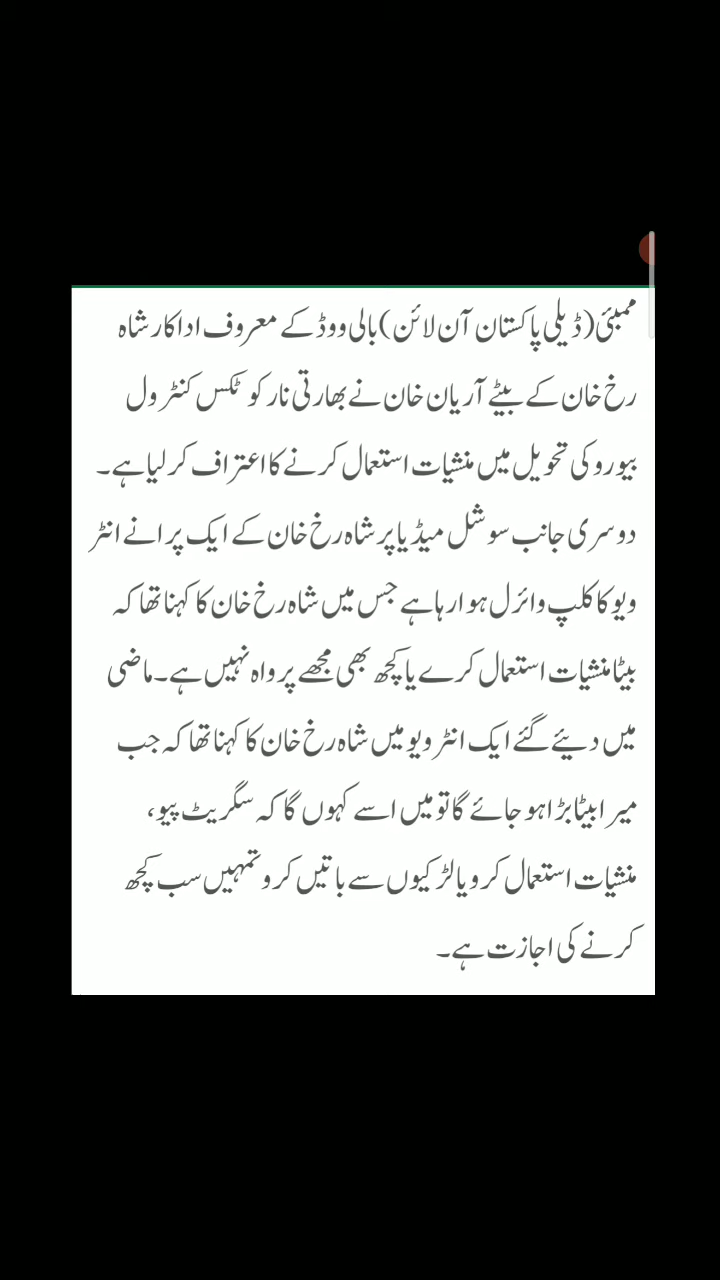 ممبئی(ڈیلی پاکستان آن لائن)بالی ووڈ کے معروف اداکار شاہ
رخ خان کے بیٹے آریان خان نے بھارتی نار کو ٹکس کنٹرول
بیورو کی تحویل میں منشیات استعمال کرنے کا اعتراف کر لیا ہے۔
دوسری جانب سوشل میڈیا پر شاہ رخ خان کے ایک پرانے انٹر
ویو کا کلپ وائرل ہوا رہا ہے جس میں شاہ رخ خان کا کہنا تھا کہ
بیٹا منشیات استعمال کرے یا کچھ بھی مجھے پرواہ نہیں ہے۔ماضی
میں دیئے گئے ایک انٹرویو میں شاہ رخ خان کا کہنا تھا کہ جب
میرا بیٹا بڑا ہو جائے گا تو میں اسے کہوں گا کہ سگریٹ پیو،
منشیات استعمال کرو یا لڑکیوں سے باتیں کرو تمہیں سب کچھ
کرنے کی اجازت ہے۔